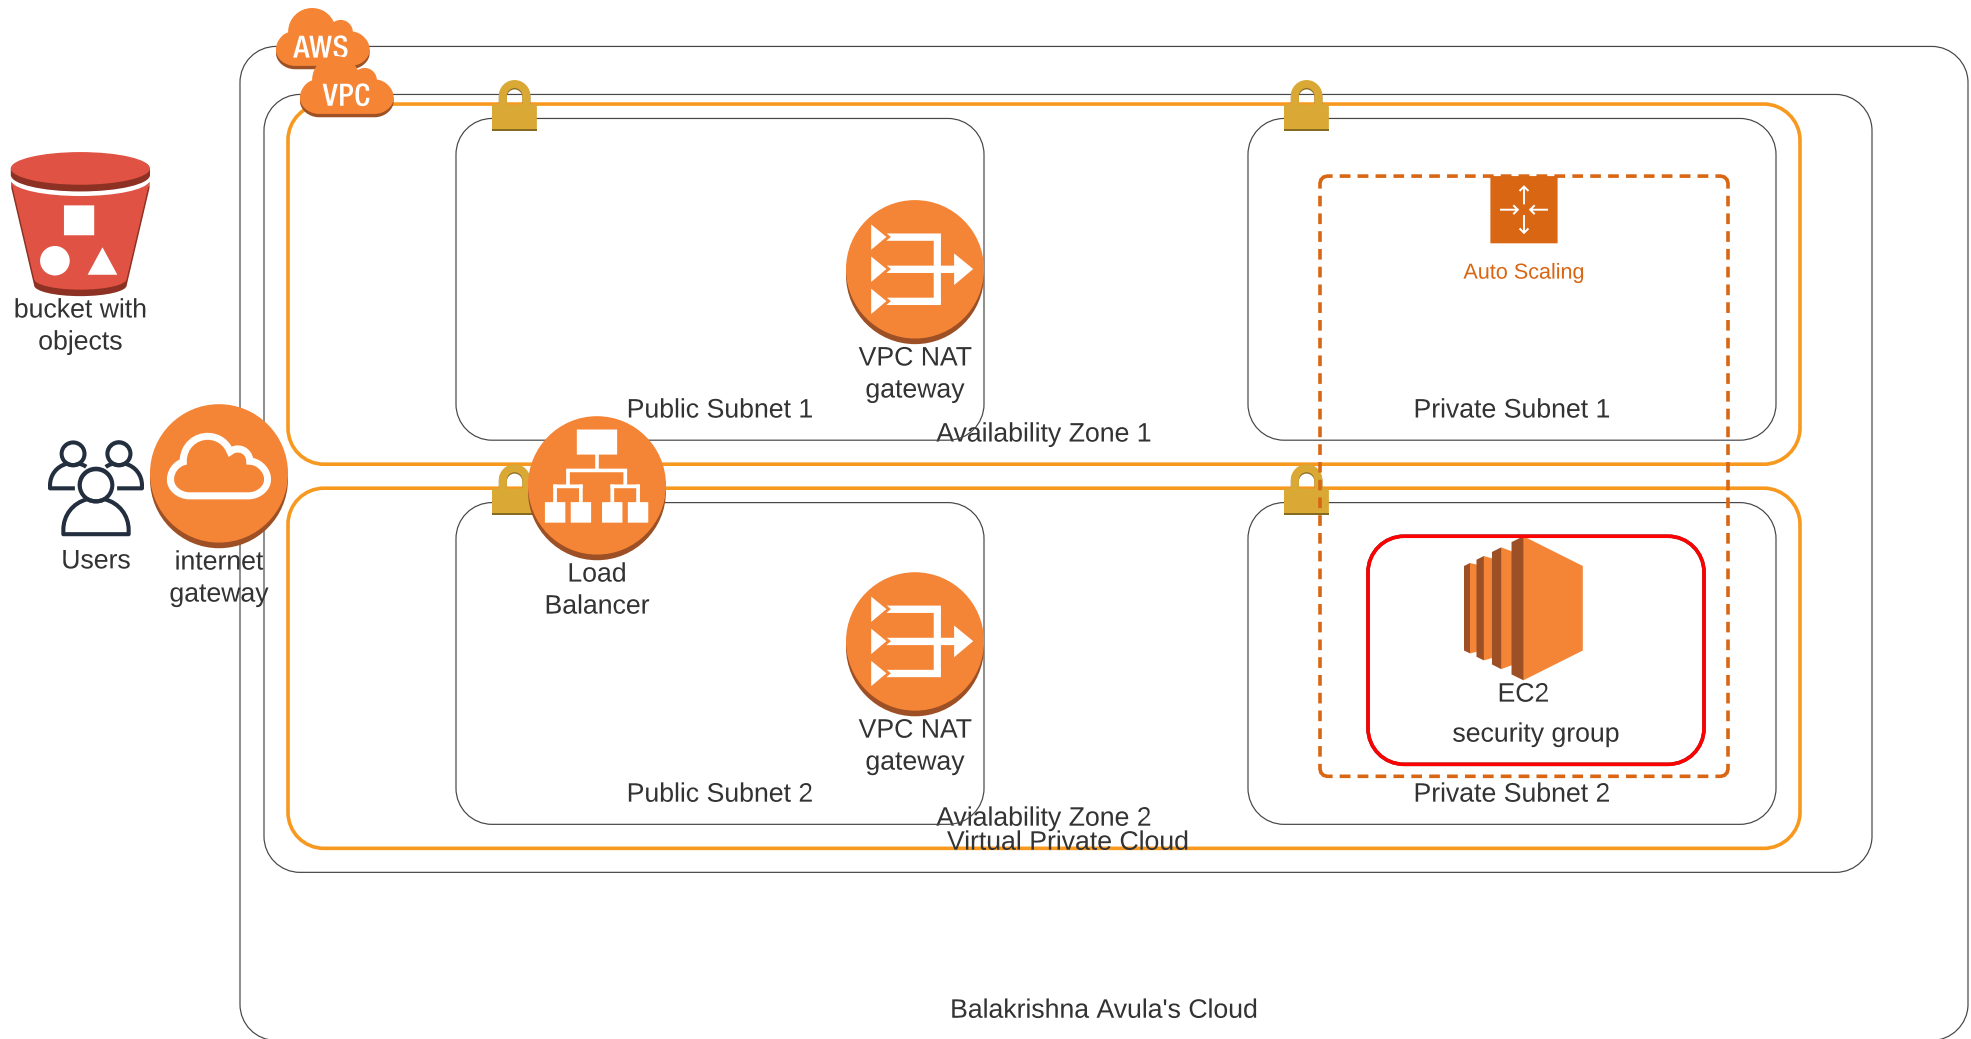 AWS
VPC
bucket with
objects
Auto Scaling
VPC NAT
gateway
Public Subnet 1
Private Subnet 1
Availability Zone 1
Users
internet
gateway
Load
Balancer
EC2
security group
VPC NAT
gateway
Public Subnet 2
Private Subnet 2
Avialability Zone 2
Virtual Private Cloud
Balakrishna Avula's Cloud